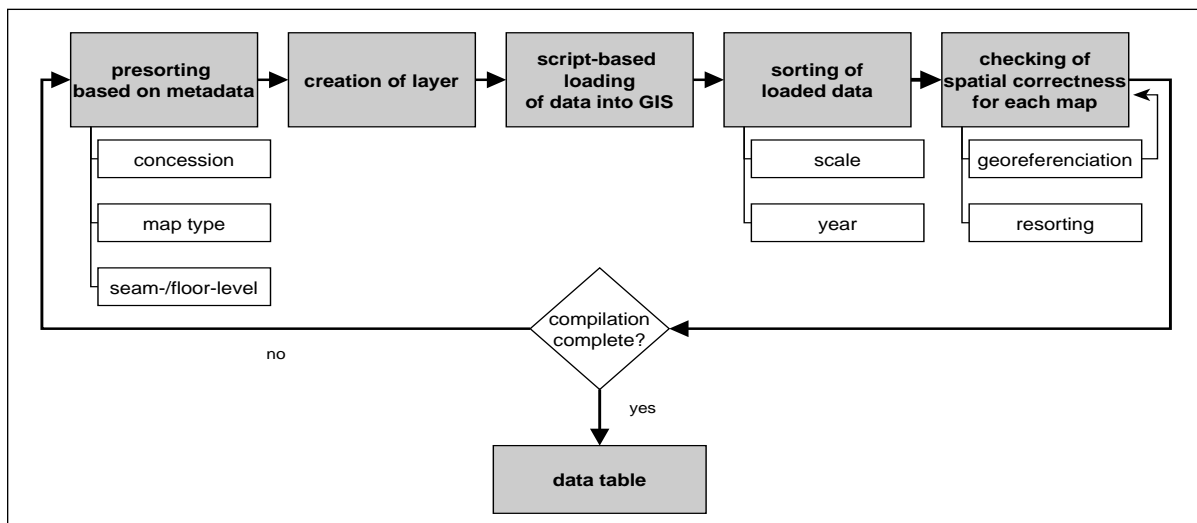 presorting
based on metadata
creation of layer
script-based
loading
of data into GIS
sorting of
loaded data
checking of
spatial correctness
for each map
concession
map type
seam-/floor-level
scale
year
georeferenciation
resorting
compilation
complete?
no
yes
data table